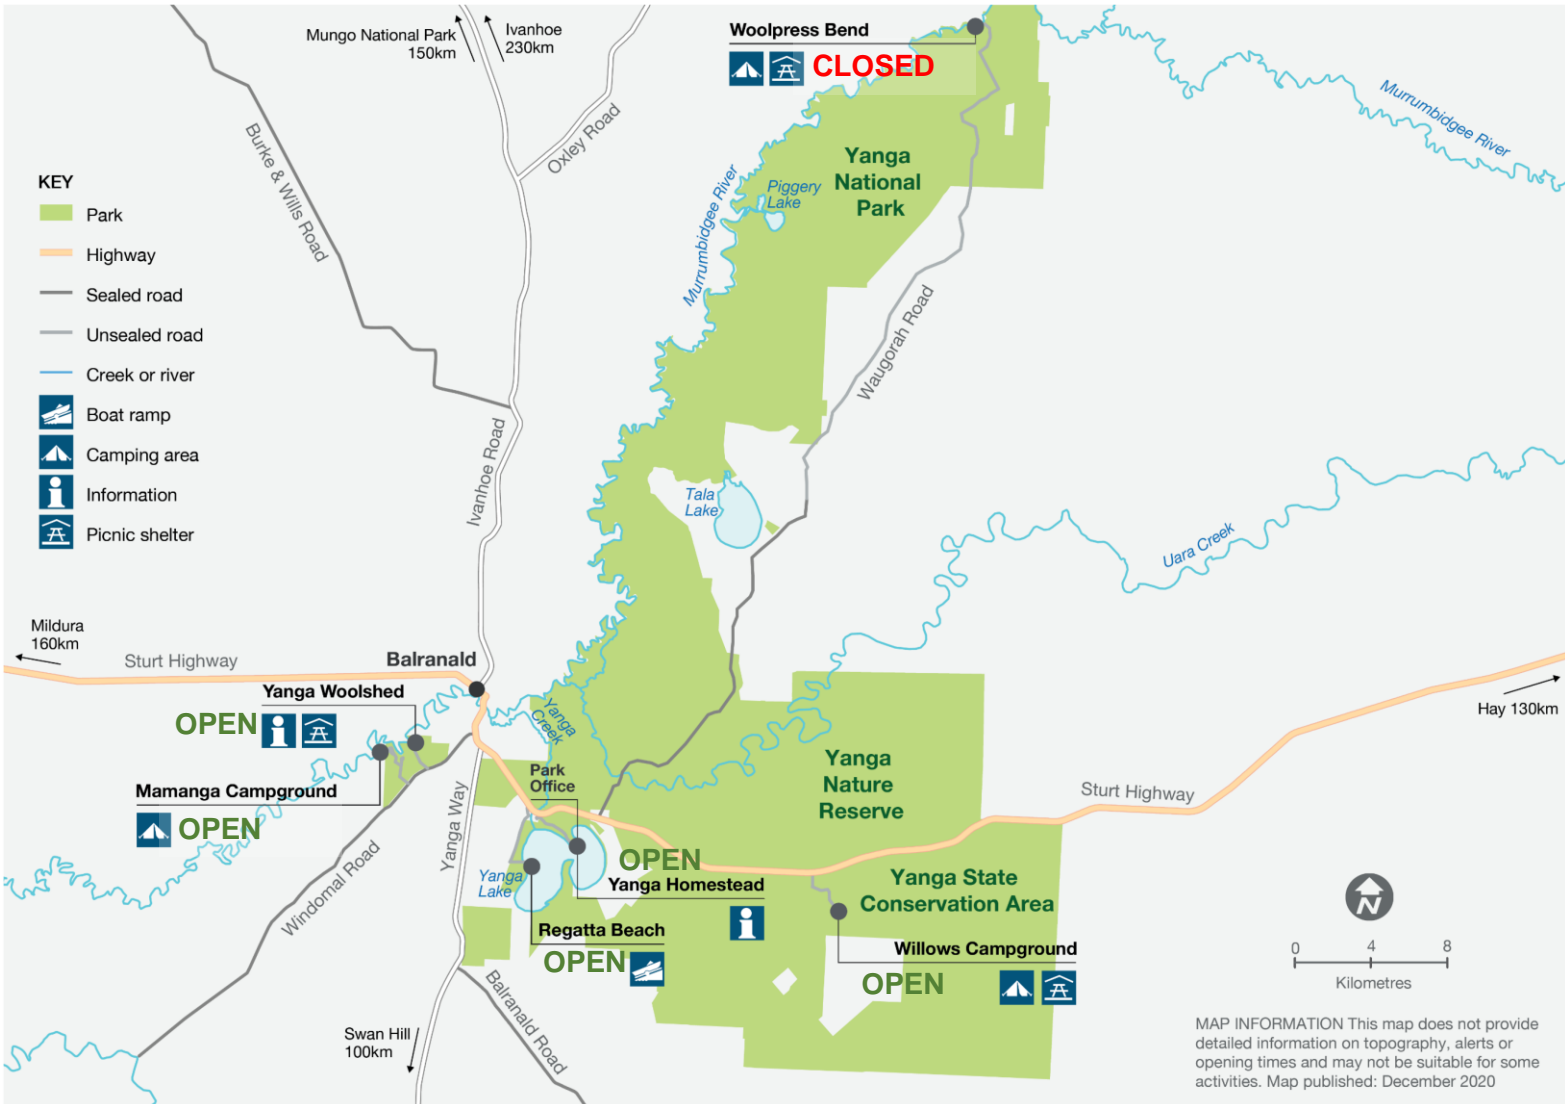 Mungo National Park
150km
Ivanhoe
230km
Woolpress Bend
CLOSED
Oxley Road
Burke & Wills Road
Murrumbidgee River
Murrumbidgee River
Yanga
National
Park
Piggery
Lake
KEY
Park
Highway
Sealed road
Unsealed road
Creek or river
Boat ramp
Camping area
Information
Picnic shelter
Waugorah Road
Ivanhoe Road
Tala
Lake
Uara Creek
Mildura
160km
Sturt Highway
Balranald
Yanga Woolshed
OPEN
Mamanga Campground
OPEN
Yanga
Creek
Park
Office
Yanga Way
Windomal Road
Yanga
Lake
OPEN
Yanga Homestead
Regatta Beach
OPEN
Yanga
Nature
Reserve
Sturt Highway
Hay 130km
Yanga State
Conservation Area
Willows Campground
OPEN
Balranald Road
Swan Hill
100km
N
0 4 8
Kilometres
MAP INFORMATION This map does not provide
detailed information on topography, alerts or
opening times and may not be suitable for some
activities. Map published: December 2020